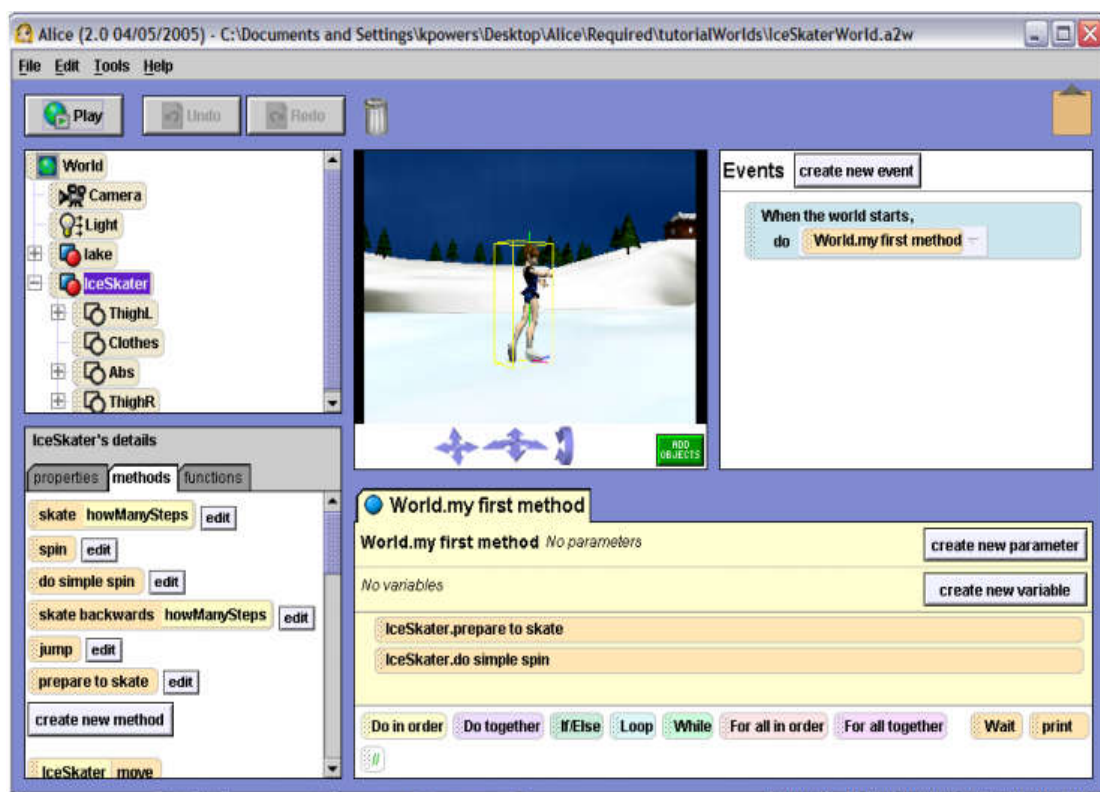 Alice (2.0 04/05/2005) - C:\Documents and Settings\kpowers\Desktop\Alice\Required\tutorialWorlds\IceSkaterWorld.a2w
File Edit Tools Help
Play Undo Redo
World
Camera
Light
lake
IceSkater
ThighL
Clothes
Abs
ThighR
ADD
OBJECTS
Events create new event
When the world starts,
do World.my first method
IceSkater's details
properties methods functions
skate howManySteps edit
spin edit
do simple spin edit
skate backwards howManySteps edit
jump edit
prepare to skate edit
create new method
IceSkater move
World.my first method
World.my first method No parameters create new parameter
No variables create new variable
IceSkater.prepare to skate
IceSkater.do simple spin
Do in order Do together If/Else Loop While For all in order For all together Wait print
//